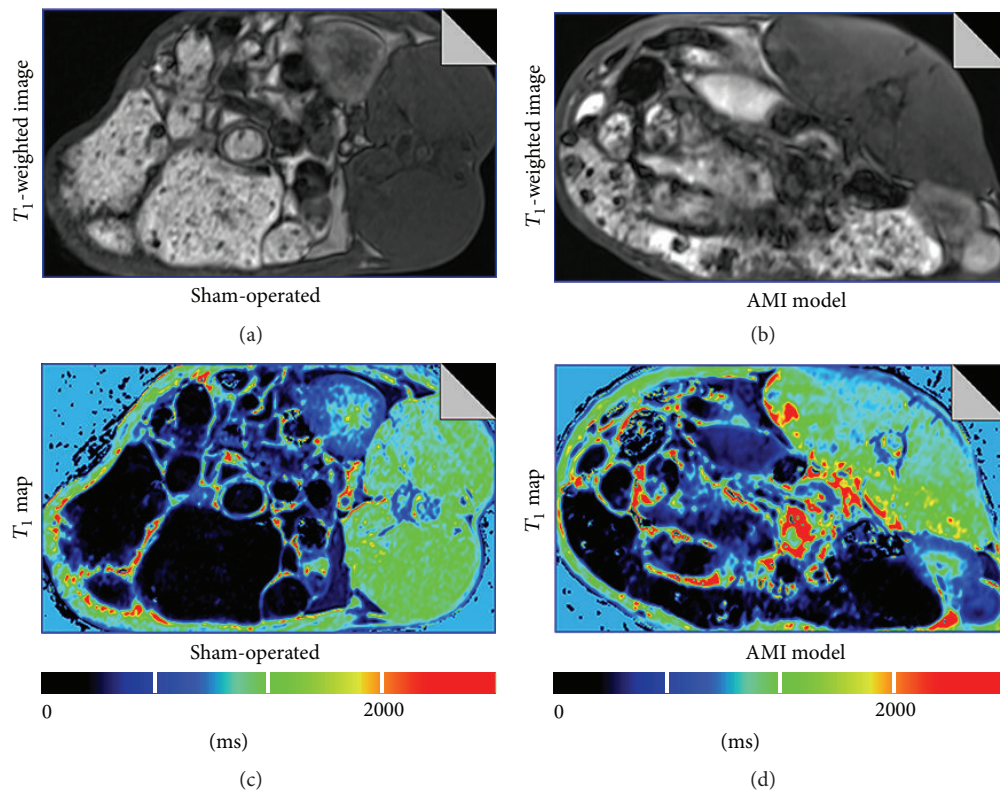 T1-weighted image
Sham-operated
(a)
T1-weighted image
AMI model
(b)
T1 map
Sham-operated
0 2000
(ms)
(c)
T1 map
AMI model
0 2000
(ms)
(d)